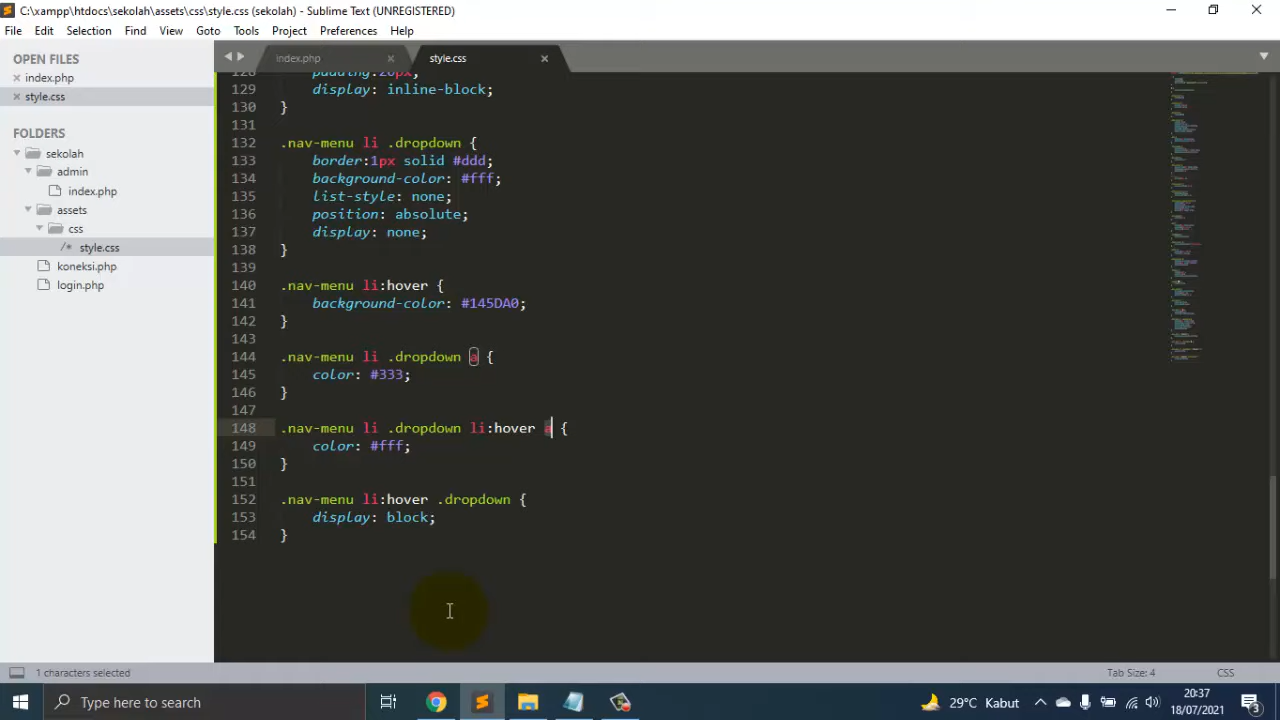 C:\xampp\htdocs\sekolah\assets\css\style.css (sekolah) - Sublime Text (UNREGISTERED)
File Edit Selection Find View Goto Tools Project Preferences Help
OPEN FILES
index.php
style.css
FOLDERS
sekolah
admin
index.php
assets
css
/* style.css
koneksi.php
login.php
index.php style.css
128 padding:20px;
129 display: inline-block;
130 }
131
132 .nav-menu li .dropdown {
133 border:1px solid #ddd;
134 background-color: #fff;
135 list-style: none;
136 position: absolute;
137 display: none;
138 }
139
140 .nav-menu li:hover {
141 background-color: #145DA0;
142 }
143
144 .nav-menu li .dropdown a {
145 color: #333;
146 }
147
148 .nav-menu li .dropdown li:hover a {
149 color: #fff;
150 }
151
152 .nav-menu li:hover .dropdown {
153 display: block;
154 }
1 characters selected Tab Size: 4 CSS
Type here to search
29°C Kabut
20:37
18/07/2021
3